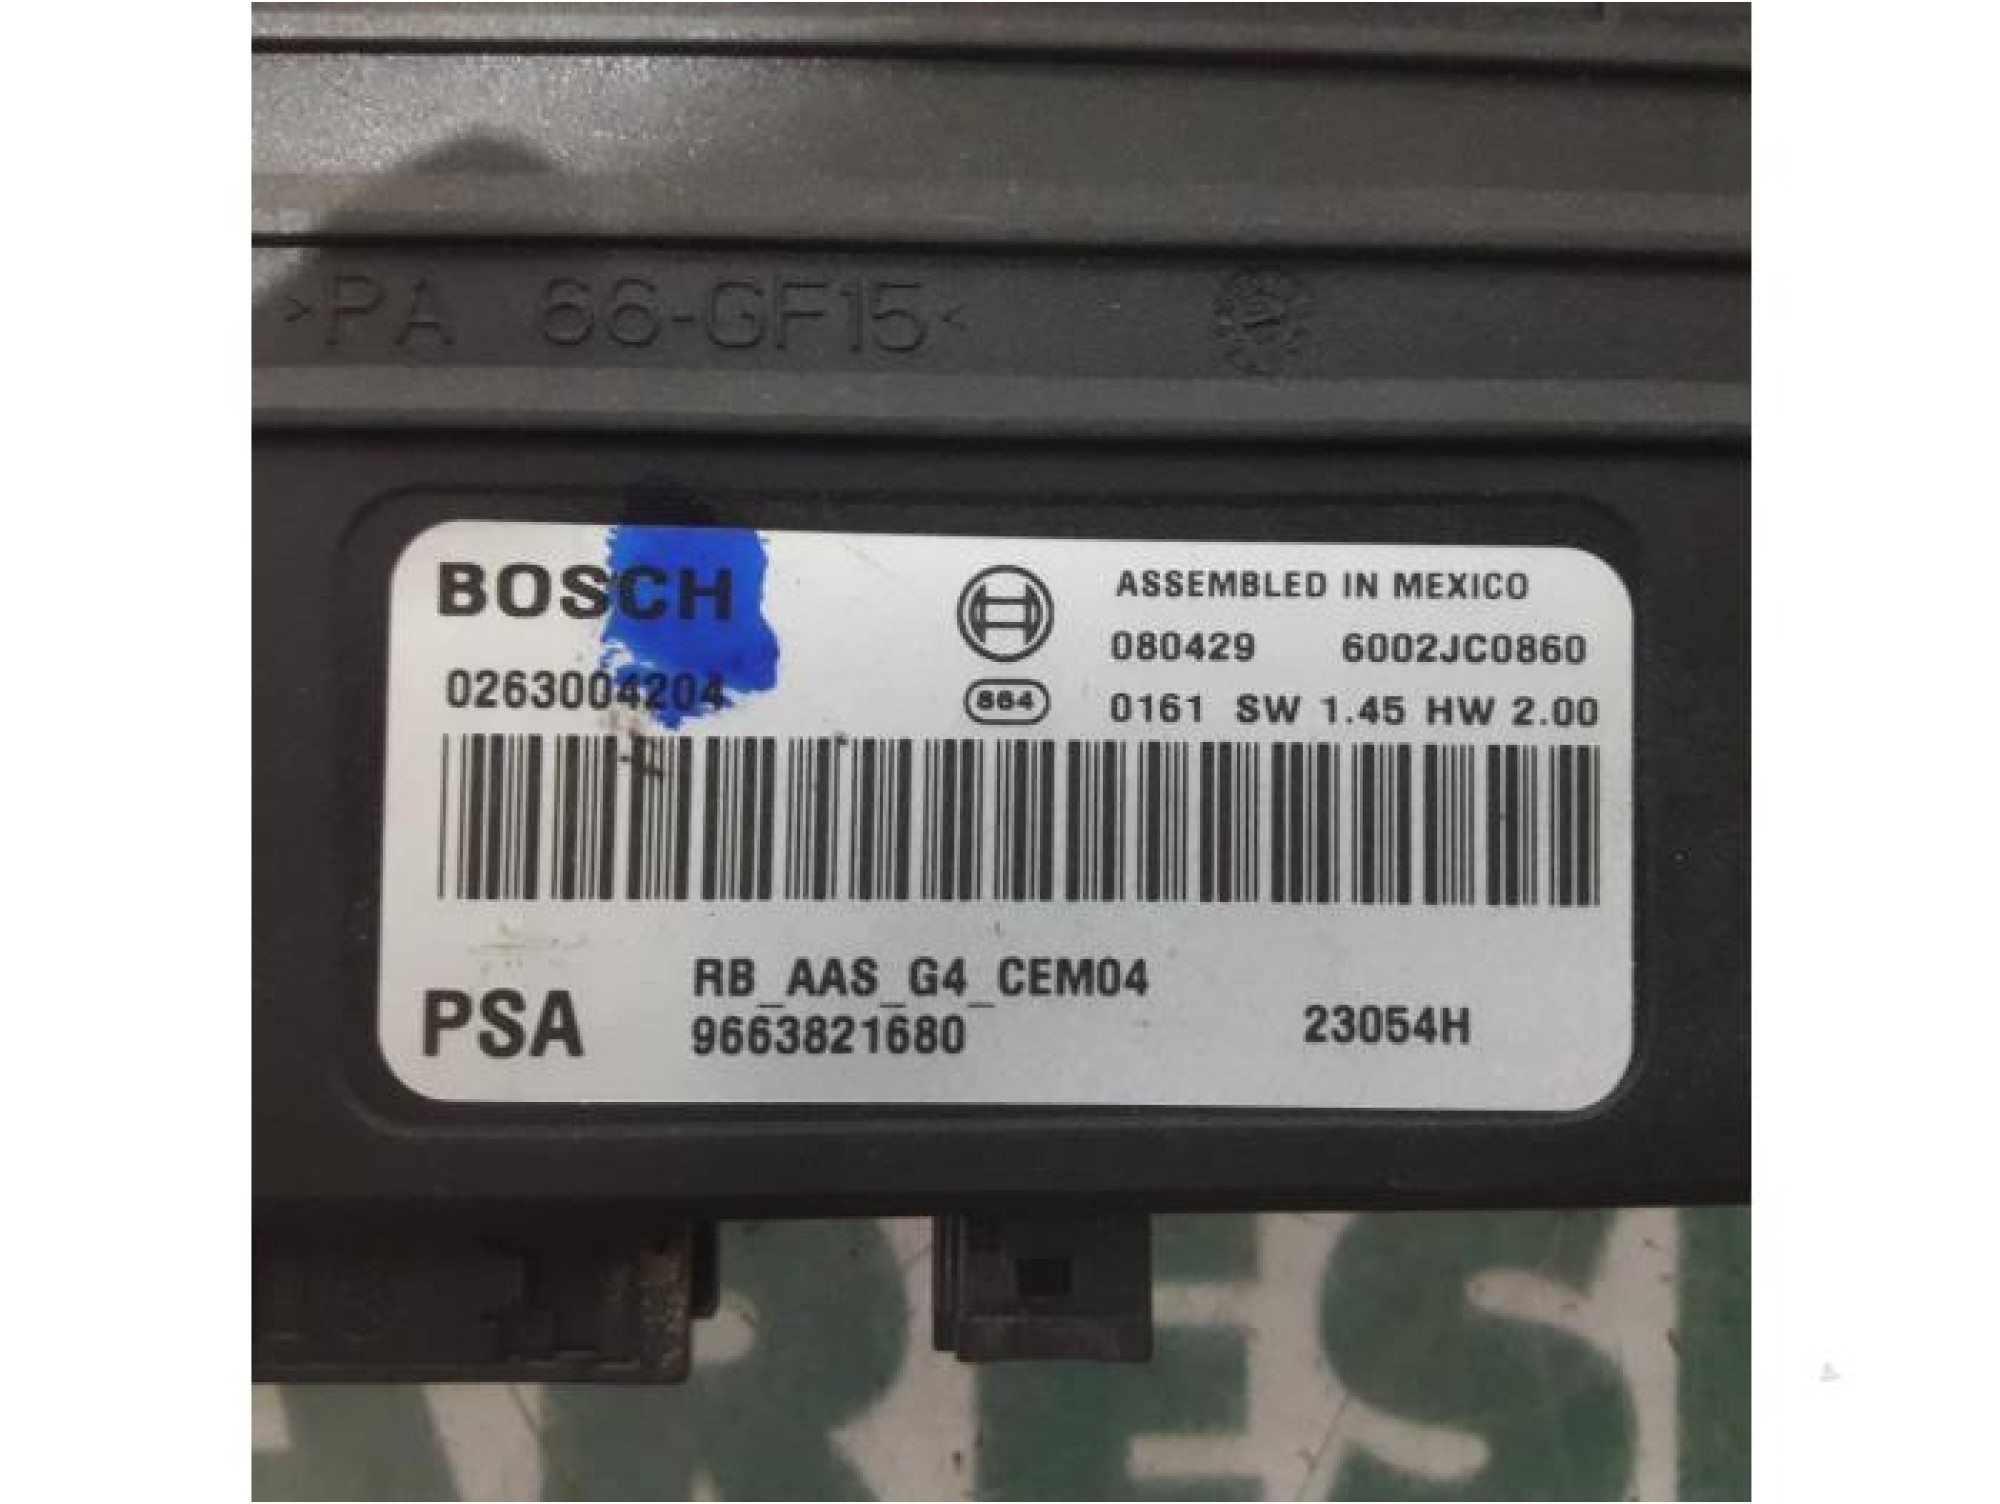 >PA 66-GF15<
BOSCH
ASSEMBLED IN MEXICO
080429 6002JC0860
0263004204
864
0161 SW 1.45 HW 2.00
RB_AAS_G4_CEM04
PSA
9663821680
23054H
RES